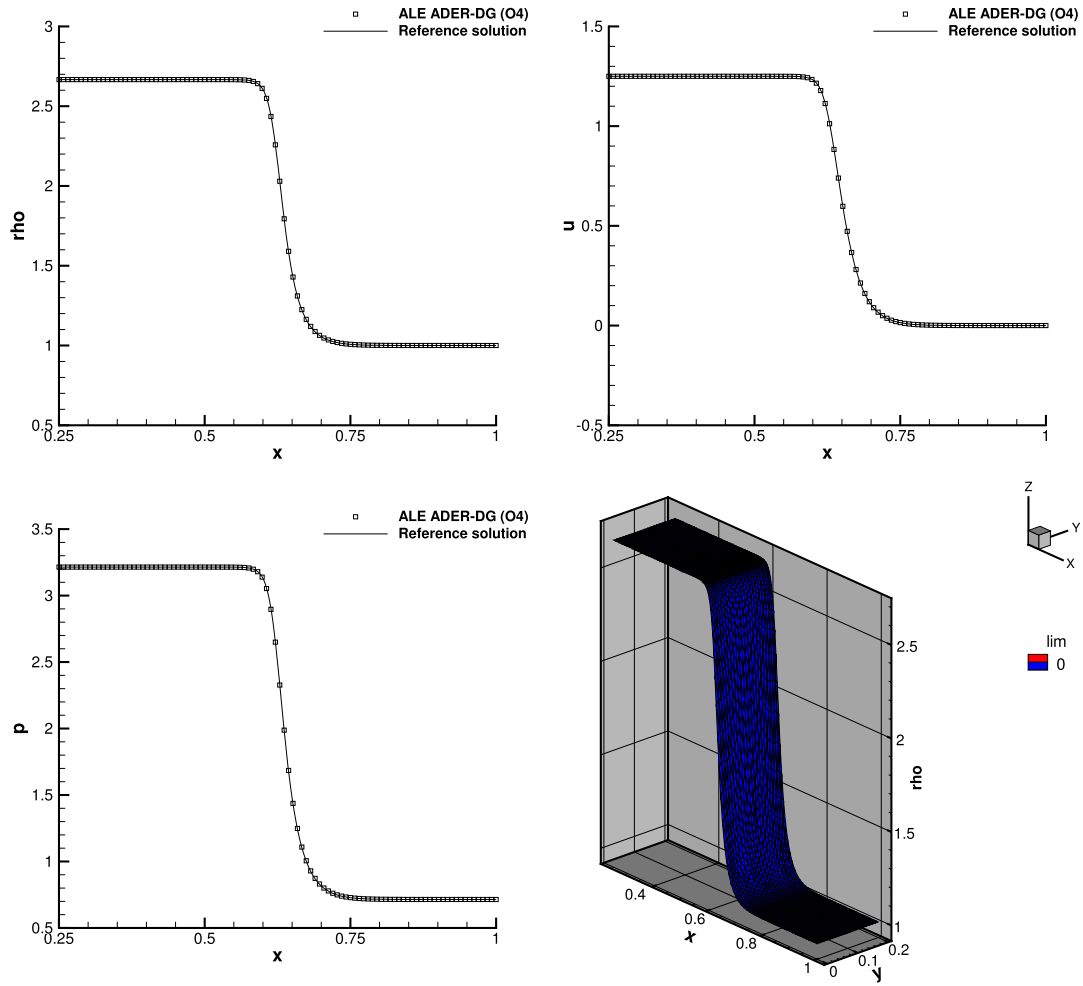 ALE ADER-DG (O4)
Reference solution
3
2.5
2
1.5
1
0.5
rho
0.25
0.5
0.75
1
x
ALE ADER-DG (O4)
Reference solution
1.5
1
0.5
0
-0.5
u
0.25
0.5
0.75
1
x
ALE ADER-DG (O4)
Reference solution
3.5
3
2.5
2
1.5
1
0.5
p
0.25
0.5
0.75
1
x
Z
Y
X
lim
0
2.5
2
1.5
1
rho
0.4
0.6
0.8
1
x
0
0.1
0.2
y